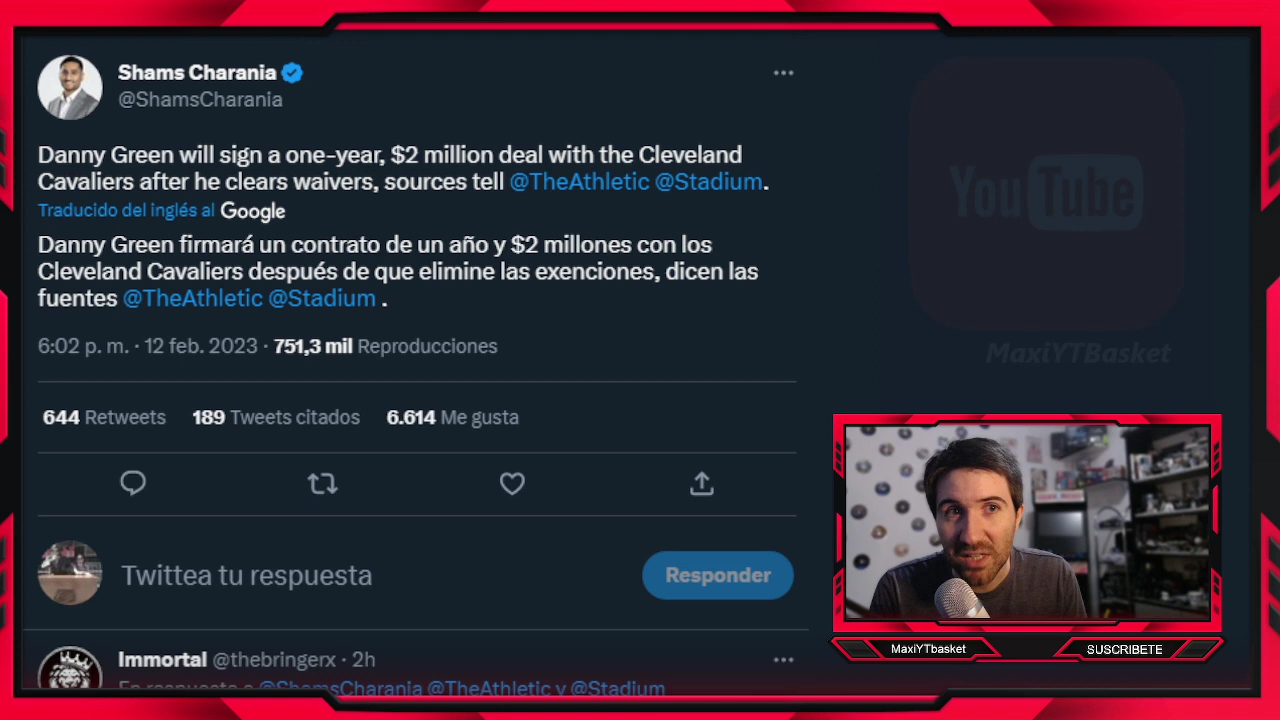 Shams Charania
@ShamsCharania
Danny Green will sign a one-year, $2 million deal with the Cleveland
Cavaliers after he clears waivers, sources tell @TheAthletic @Stadium.
Traducido del inglés al Google
Danny Green firmará un contrato de un año y $2 millones con los
Cleveland Cavaliers después de que elimine las exenciones, dicen las
fuentes @TheAthletic @Stadium .
6:02 p. m. · 12 feb. 2023 · 751,3 mil Reproducciones
644 Retweets 189 Tweets citados 6.614 Me gusta
Twittea tu respuesta
Responder
Immortal @thebringerx · 2h
En respuesta a @ShamsCharania @TheAthletic y @Stadium
YouTube
MaxiYTBasket
MaxiYTbasket
SUSCRIBETE